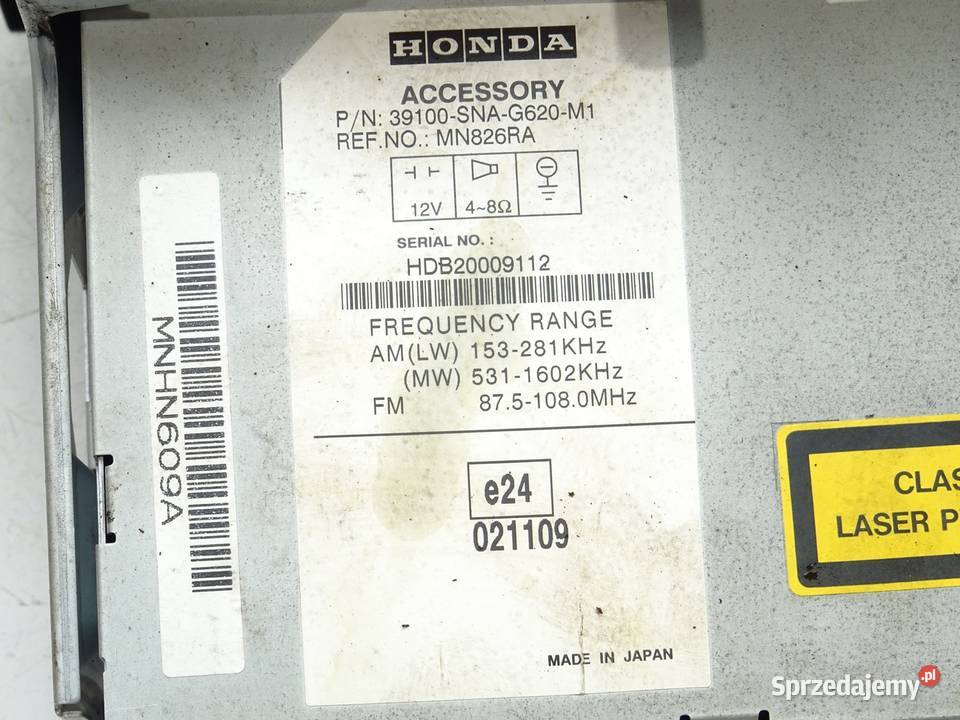 HONDA
ACCESSORY
P/N: 39100-SNA-G620-M1
REF.NO.: MN826RA
12V 4~8Ω
SERIAL NO. :
HDB20009112
FREQUENCY RANGE
AM(LW) 153-281KHz
(MW) 531-1602KHz
FM 87.5-108.0MHz
e24
021109
MADE IN JAPAN
MNHN609A
CLAS
LASER P
Sprzedajemy.pl